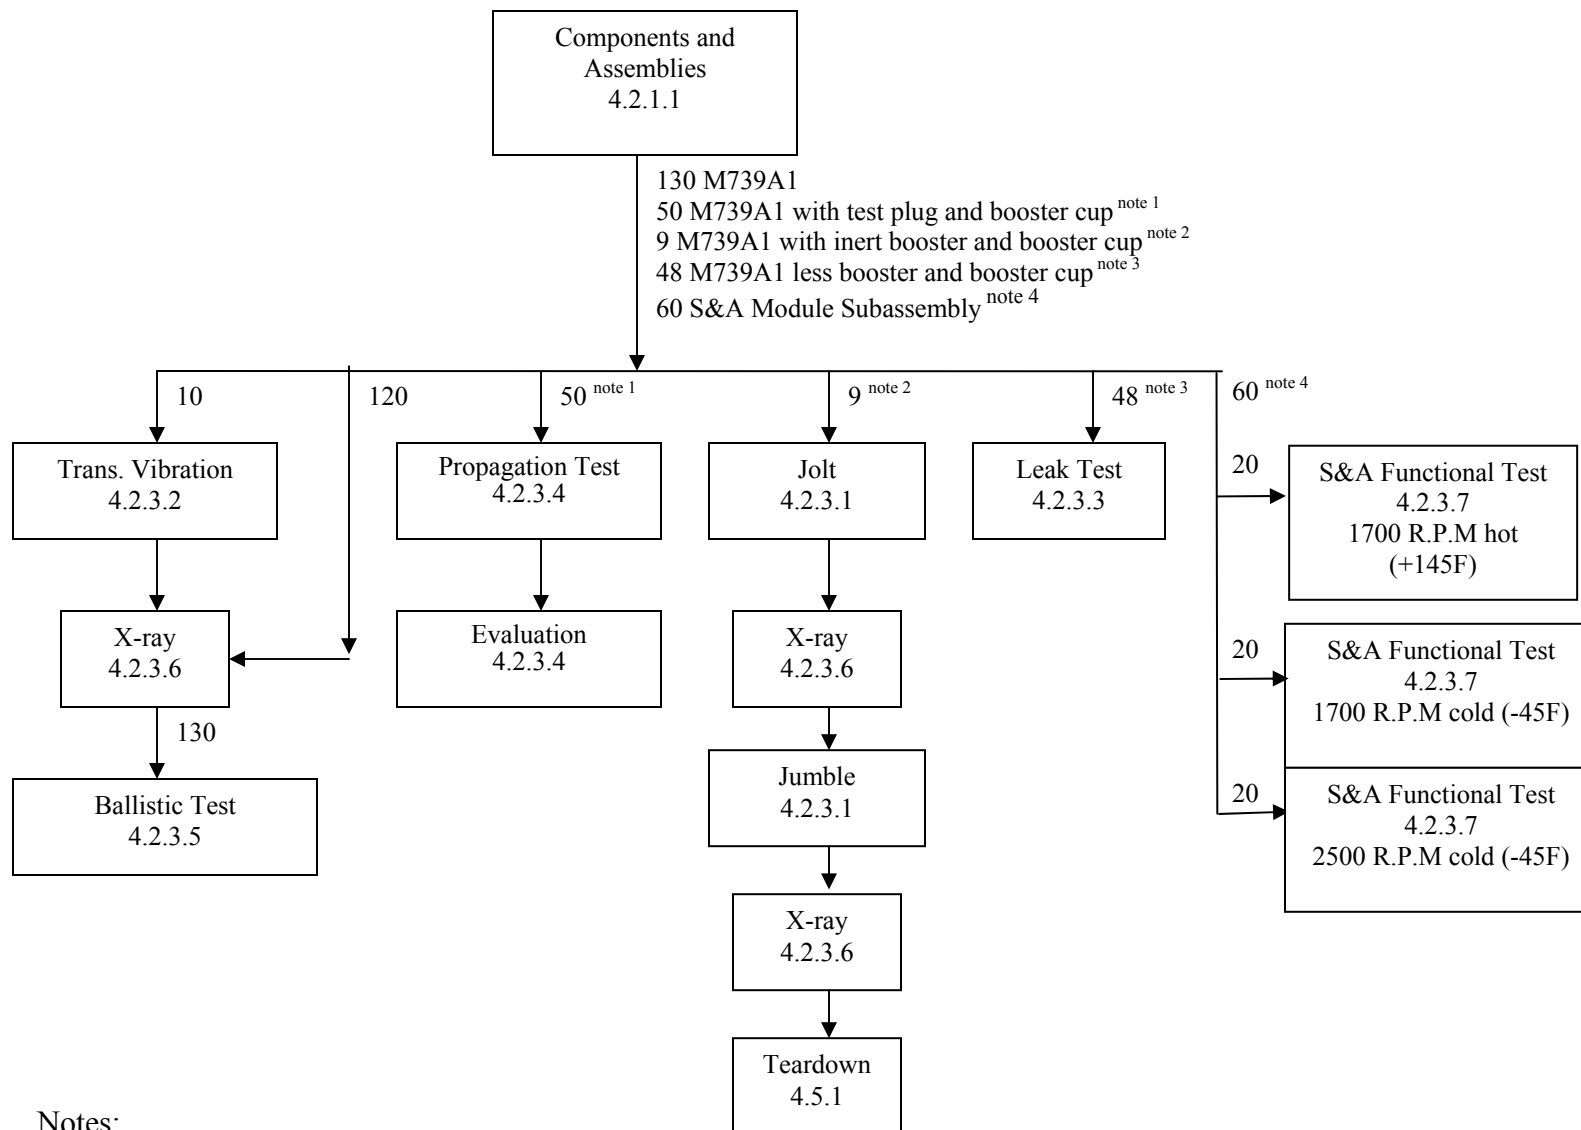 Components and
Assemblies
4.2.1.1
130 M739A1
50 M739A1 with test plug and booster cup note 1
9 M739A1 with inert booster and booster cup note 2
48 M739A1 less booster and booster cup note 3
60 S&A Module Subassembly note 4
10
120
50 note 1
9 note 2
48 note 3
60 note 4
Trans. Vibration
4.2.3.2
Propagation Test
4.2.3.4
Jolt
4.2.3.1
Leak Test
4.2.3.3
20
S&A Functional Test
4.2.3.7
1700 R.P.M hot
(+145F)
X-ray
4.2.3.6
Evaluation
4.2.3.4
X-ray
4.2.3.6
20
S&A Functional Test
4.2.3.7
1700 R.P.M cold (-45F)
130
Ballistic Test
4.2.3.5
Jumble
4.2.3.1
20
S&A Functional Test
4.2.3.7
2500 R.P.M cold (-45F)
X-ray
4.2.3.6
Teardown
4.5.1
Notes: